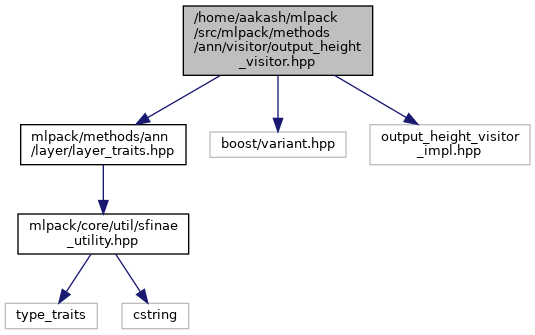 /home/aakash/mlpack
/src/mlpack/methods
/ann/visitor/output_height
_visitor.hpp
mlpack/methods/ann
/layer/layer_traits.hpp
boost/variant.hpp
output_height_visitor
_impl.hpp
mlpack/core/util/sfinae
_utility.hpp
type_traits
cstring